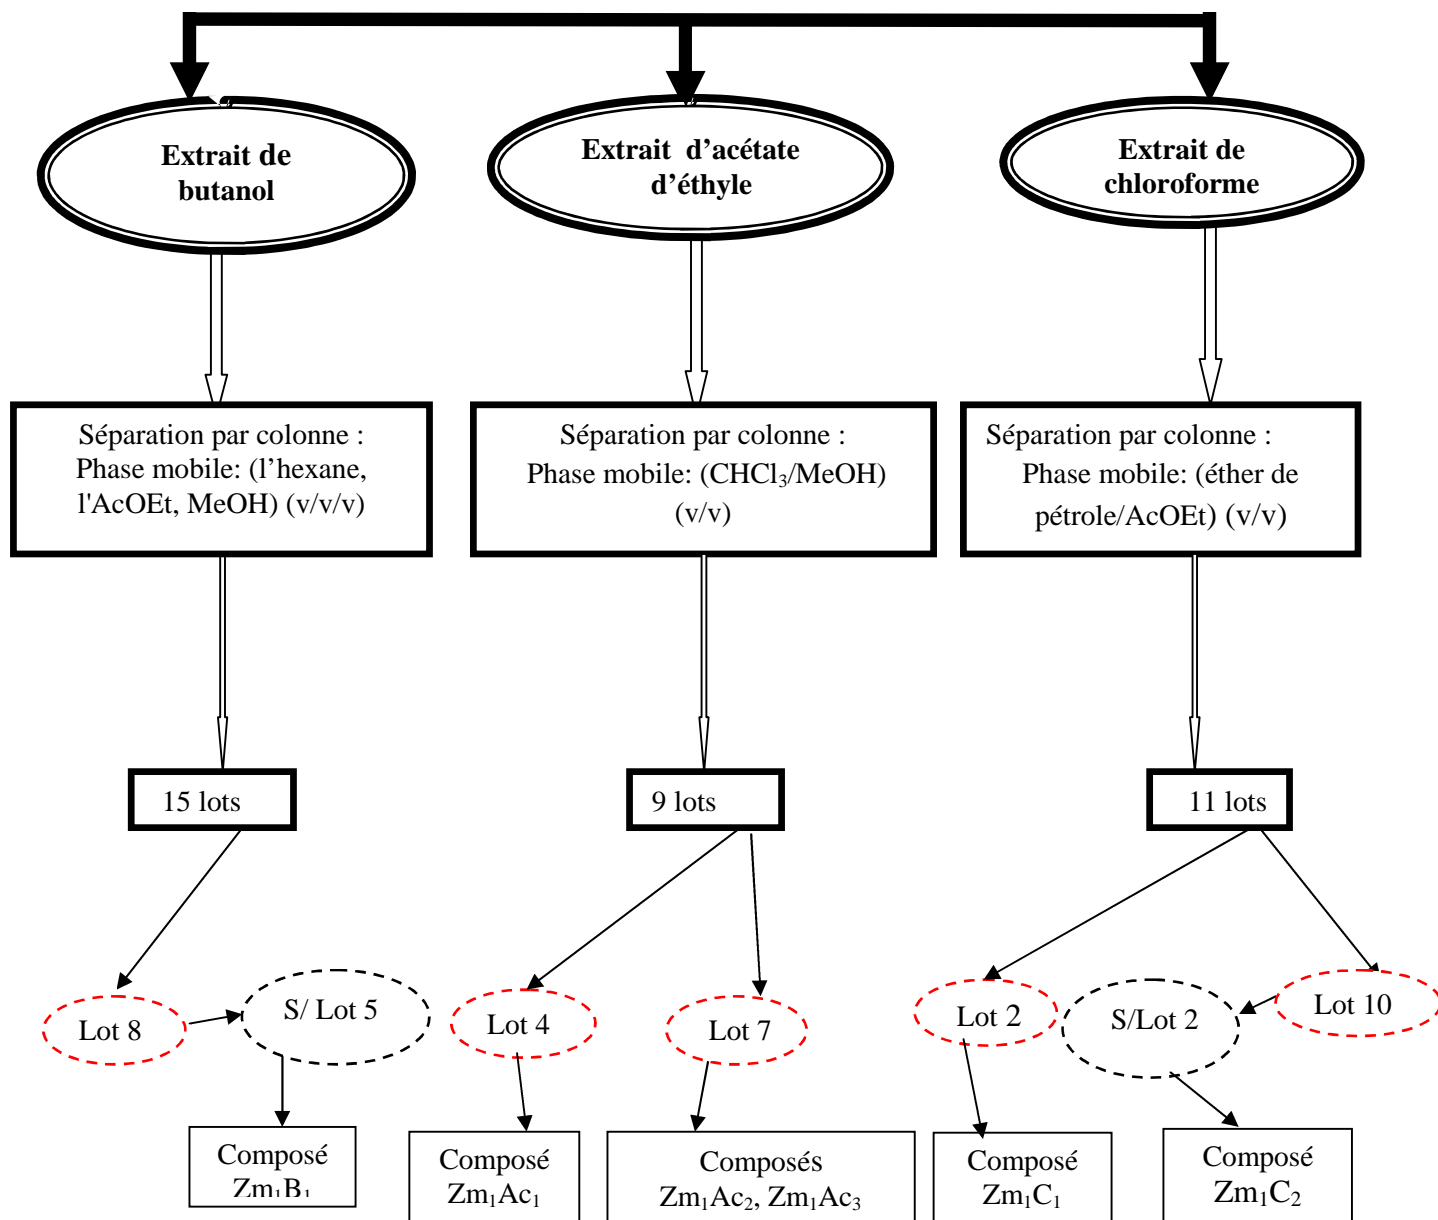 Extrait de
butanol
Extrait d'acétate
d'éthyle
Extrait de
chloroforme
Séparation par colonne :
Phase mobile: (l'hexane,
l'AcOEt, MeOH) (v/v/v)
Séparation par colonne :
Phase mobile: (CHCl₃/MeOH)
(v/v)
Séparation par colonne :
Phase mobile: (éther de
pétrole/AcOEt) (v/v)
15 lots
9 lots
11 lots
Lot 8
S/ Lot 5
Lot 4
Lot 7
Lot 2
S/Lot 2
Lot 10
Composé
Zm₁B₁
Composé
Zm₁Ac₁
Composés
Zm₁Ac₂, Zm₁Ac₃
Composé
Zm₁C₁
Composé
Zm₁C₂